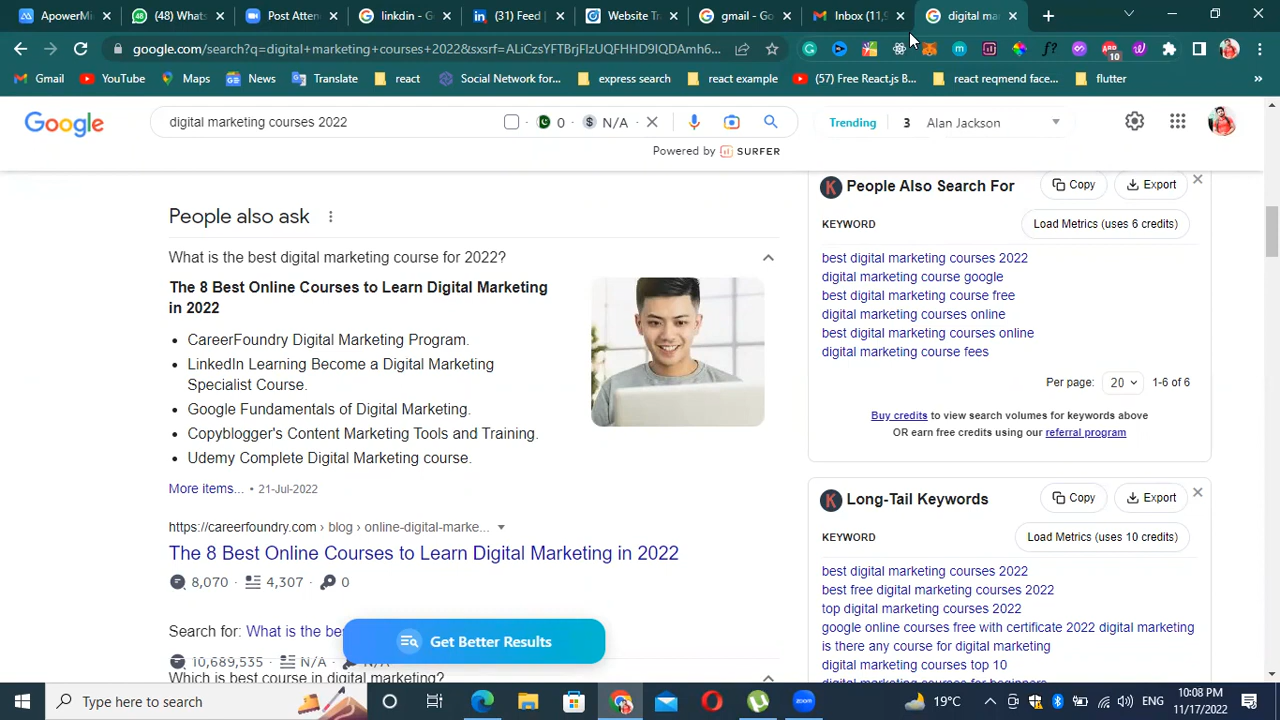 ApowerMi
(48) Whats
Post Atten
linkdin - Go
(31) Feed
Website Tra
gmail - Go
Inbox (11,9
digital mar
google.com/search?q=digital+marketing+courses+2022&sxsrf=ALiCzsYFTBrjFIzUQFHHD9IQDAmh6...
Gmail
YouTube
Maps
News
Translate
react
Social Network for...
express search
react example
(57) Free React.js B...
react reqmend face...
flutter
»
Google
digital marketing courses 2022
0
N/A
Trending
3
Alan Jackson
Powered by SURFER
People also ask
What is the best digital marketing course for 2022?
The 8 Best Online Courses to Learn Digital Marketing
in 2022
• CareerFoundry Digital Marketing Program.
• LinkedIn Learning Become a Digital Marketing
Specialist Course.
• Google Fundamentals of Digital Marketing.
• Copyblogger's Content Marketing Tools and Training.
• Udemy Complete Digital Marketing course.
More items... • 21-Jul-2022
https://careerfoundry.com › blog › online-digital-marke...
The 8 Best Online Courses to Learn Digital Marketing in 2022
8,070 · 4,307 · 0
Search for: What is the be
Get Better Results
10,689,535 · N/A · N/A
Which is best course in digital marketing?
K People Also Search For
Copy
Export
KEYWORD
Load Metrics (uses 6 credits)
best digital marketing courses 2022
digital marketing course google
best digital marketing course free
digital marketing courses online
best digital marketing courses online
digital marketing course fees
Per page: 20 1-6 of 6
Buy credits to view search volumes for keywords above
OR earn free credits using our referral program
K Long-Tail Keywords
Copy
Export
KEYWORD
Load Metrics (uses 10 credits)
best digital marketing courses 2022
best free digital marketing courses 2022
top digital marketing courses 2022
google online courses free with certificate 2022 digital marketing
is there any course for digital marketing
digital marketing courses top 10
digital marketing courses for beginners
Type here to search
zoom
19°C
ENG
10:08 PM
11/17/2022